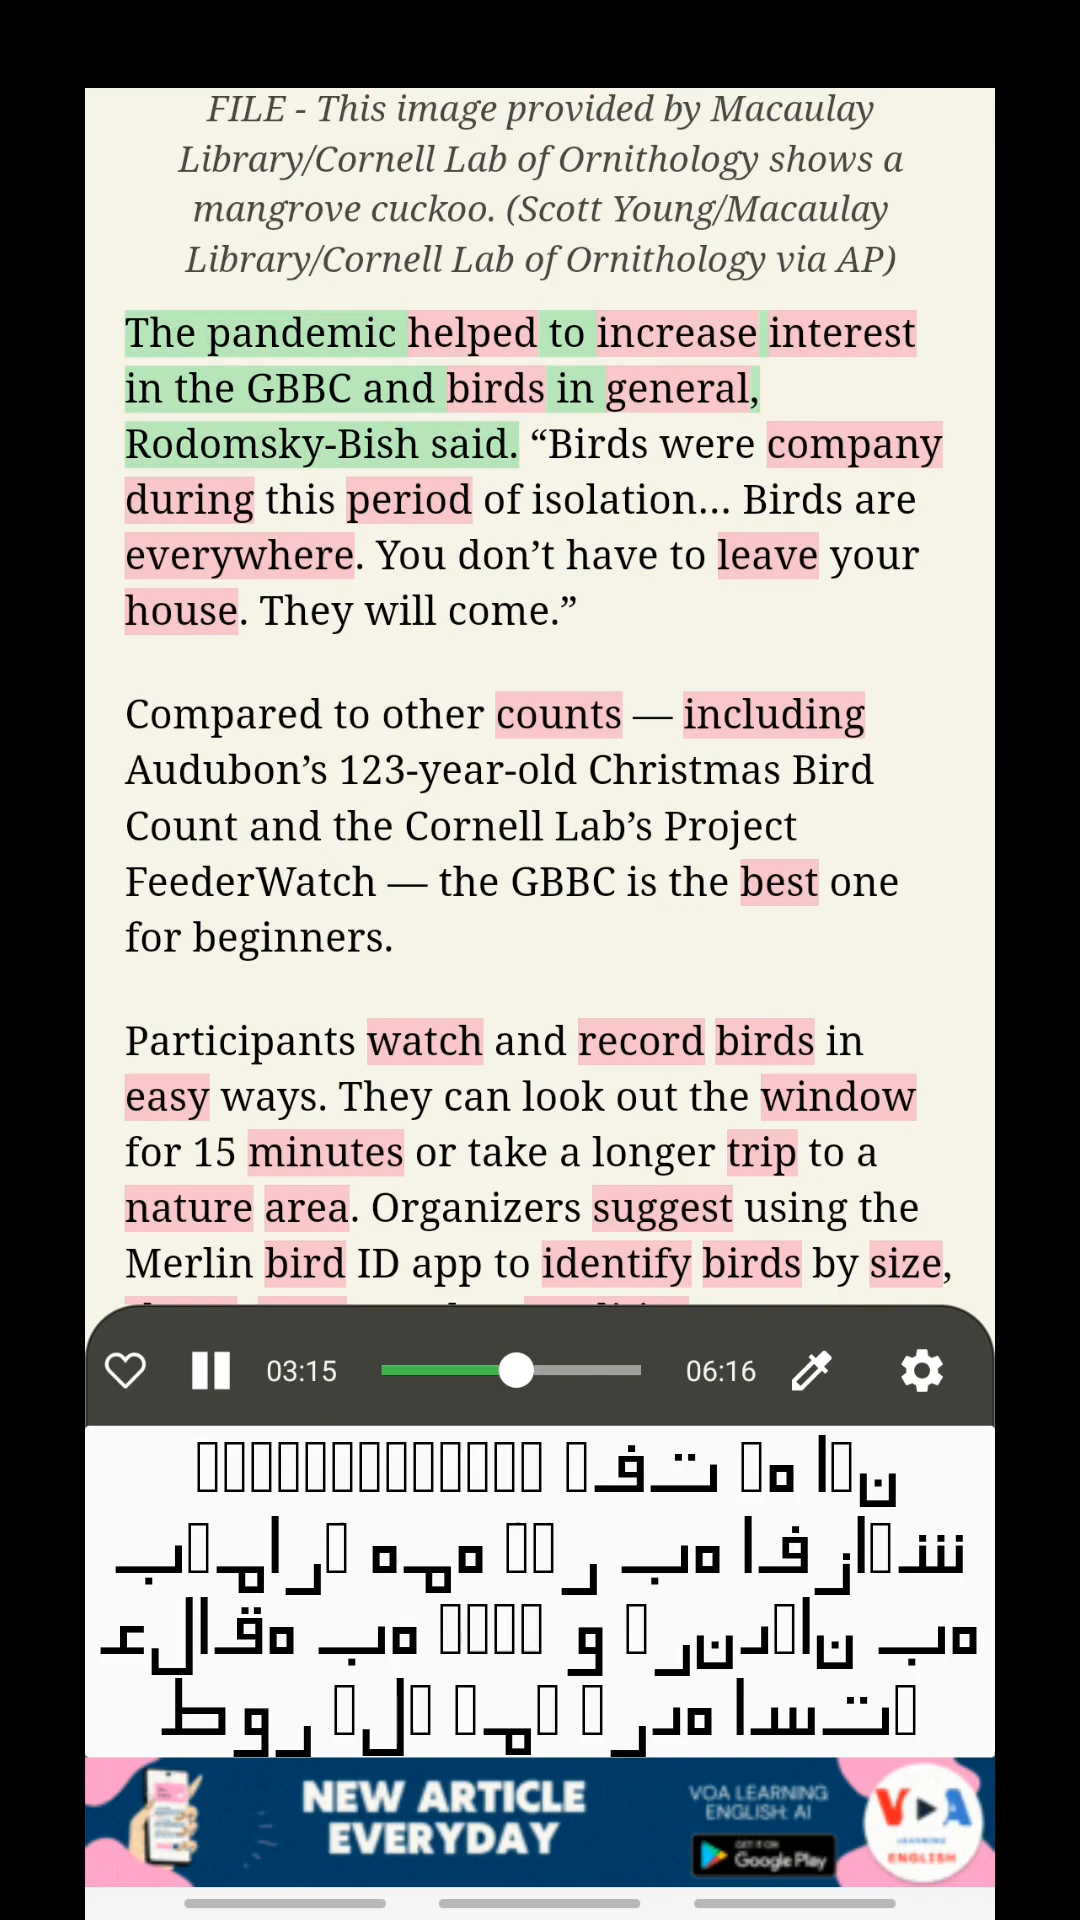 FILE - This image provided by Macaulay
Library/Cornell Lab of Ornithology shows a
mangrove cuckoo. (Scott Young/Macaulay
Library/Cornell Lab of Ornithology via AP)
The pandemic helped to increase interest
in the GBBC and birds in general,
Rodomsky-Bish said. “Birds were company
during this period of isolation... Birds are
everywhere. You don’t have to leave your
house. They will come.”
Compared to other counts — including
Audubon’s 123-year-old Christmas Bird
Count and the Cornell Lab’s Project
FeederWatch — the GBBC is the best one
for beginners.
Participants watch and record birds in
easy ways. They can look out the window
for 15 minutes or take a longer trip to a
nature area. Organizers suggest using the
Merlin bird ID app to identify birds by size,
03:15 06:16
NEW ARTICLE
EVERYDAY
VOA LEARNING
ENGLISH: AI
GET IT ON
Google Play
VOA
LEARNING
ENGLISH